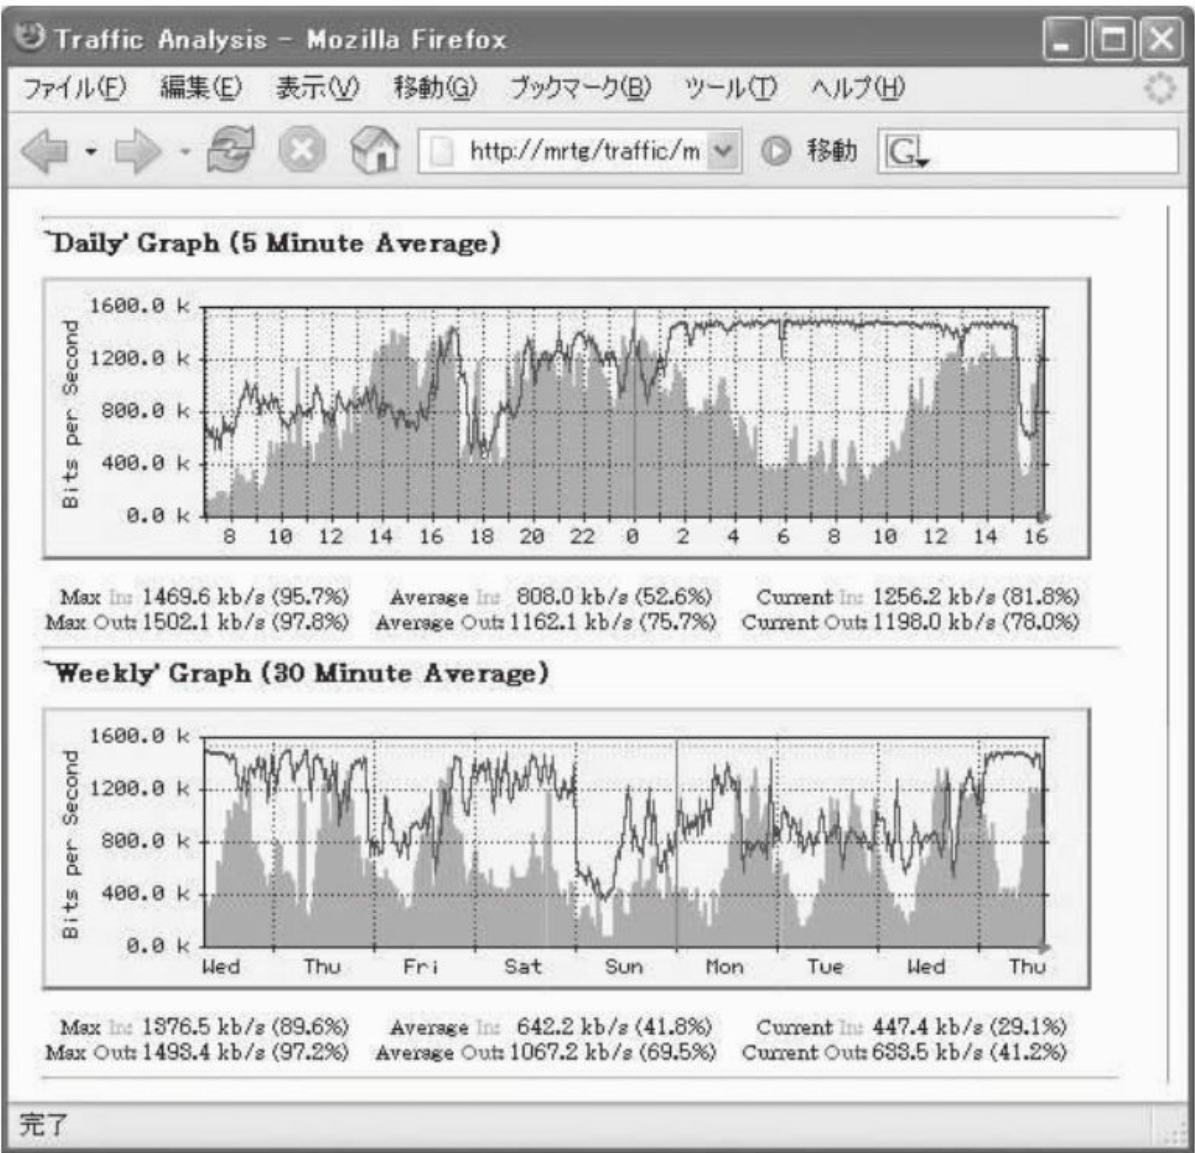 Traffic Analysis - Mozilla Firefox
ファイル(F) 編集(E) 表示(V) 移動(G) ブックマーク(B) ツール(T) ヘルプ(H)
http://mrtg/traffic/m 移動 G
`Daily' Graph (5 Minute Average)
Bits per Second
1600.0 k
1200.0 k
800.0 k
400.0 k
0.0 k
8 10 12 14 16 18 20 22 0 2 4 6 8 10 12 14 16
Max In: 1469.6 kb/s (95.7%) Average In: 808.0 kb/s (52.6%) Current In: 1256.2 kb/s (81.8%)
Max Out: 1502.1 kb/s (97.8%) Average Out: 1162.1 kb/s (75.7%) Current Out: 1198.0 kb/s (78.0%)
`Weekly' Graph (30 Minute Average)
Bits per Second
1600.0 k
1200.0 k
800.0 k
400.0 k
0.0 k
Wed Thu Fri Sat Sun Mon Tue Wed Thu
Max In: 1376.5 kb/s (89.6%) Average In: 642.2 kb/s (41.8%) Current In: 447.4 kb/s (29.1%)
Max Out: 1493.4 kb/s (97.2%) Average Out: 1067.2 kb/s (69.5%) Current Out: 633.5 kb/s (41.2%)
完了